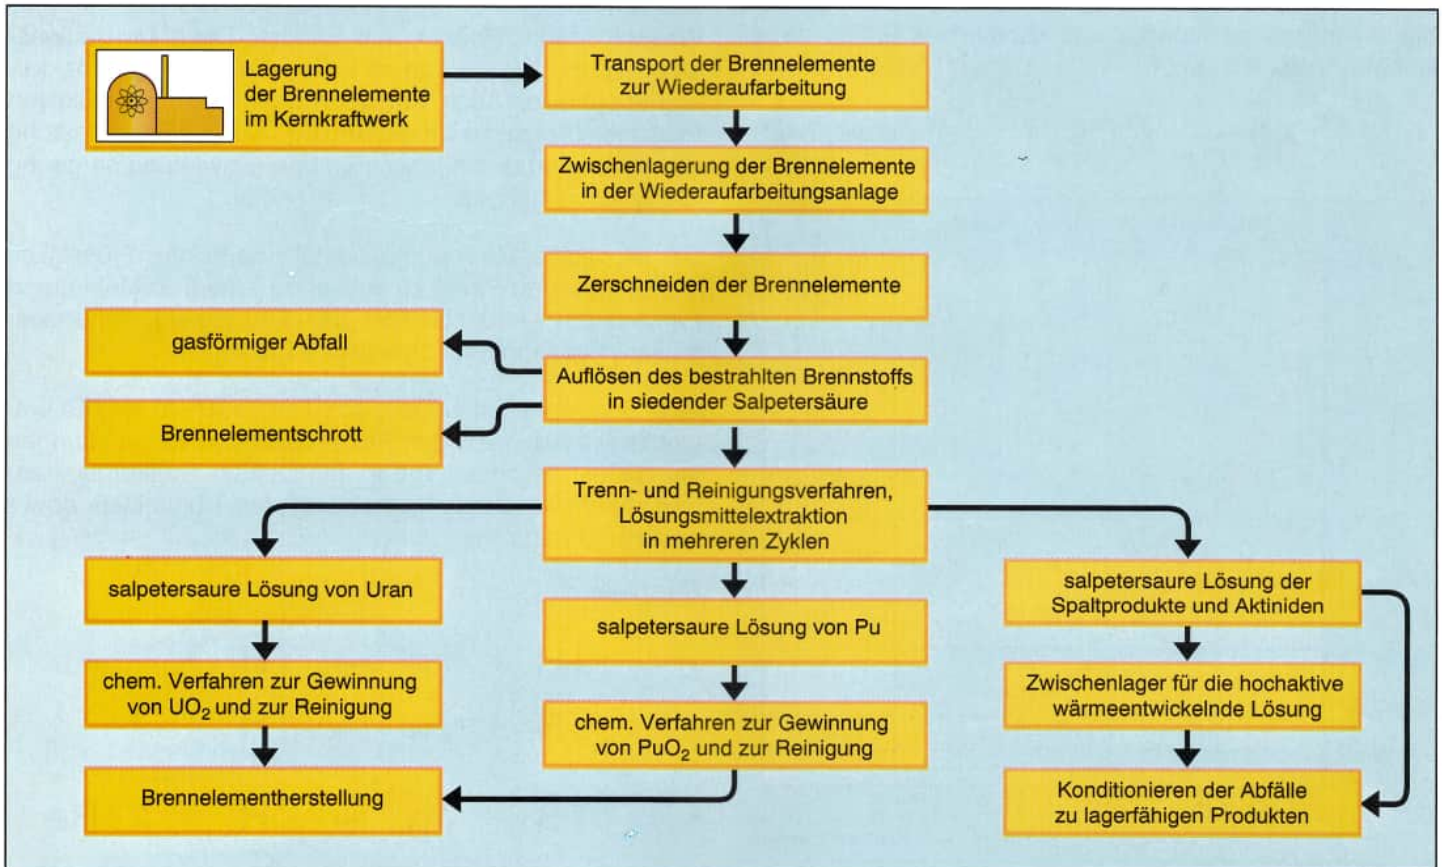 Lagerung
der Brennelemente
im Kernkraftwerk
Transport der Brennelemente
zur Wiederaufarbeitung
Zwischenlagerung der Brennelemente
in der Wiederaufarbeitungsanlage
Zerschneiden der Brennelemente
gasförmiger Abfall
Auflösen des bestrahlten Brennstoffs
in siedender Salpetersäure
Brennelementschrott
Trenn- und Reinigungsverfahren,
Lösungsmittelextraktion
in mehreren Zyklen
salpetersaure Lösung von Uran
chem. Verfahren zur Gewinnung
von UO₂ und zur Reinigung
Brennelementherstellung
salpetersaure Lösung von Pu
chem. Verfahren zur Gewinnung
von PuO₂ und zur Reinigung
salpetersaure Lösung der
Spaltprodukte und Aktiniden
Zwischenlager für die hochaktive
wärmeentwickelnde Lösung
Konditionieren der Abfälle
zu lagerfähigen Produkten